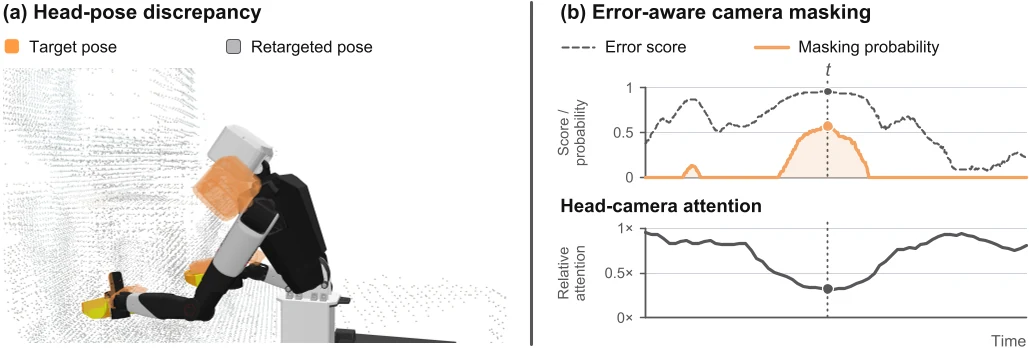 (a) Head-pose discrepancy
Target pose
Retargeted pose
(b) Error-aware camera masking
Error score
Masking probability
t
Score /
probability
1
0.5
0
Head-camera attention
Relative
attention
1×
0.5×
0×
Time